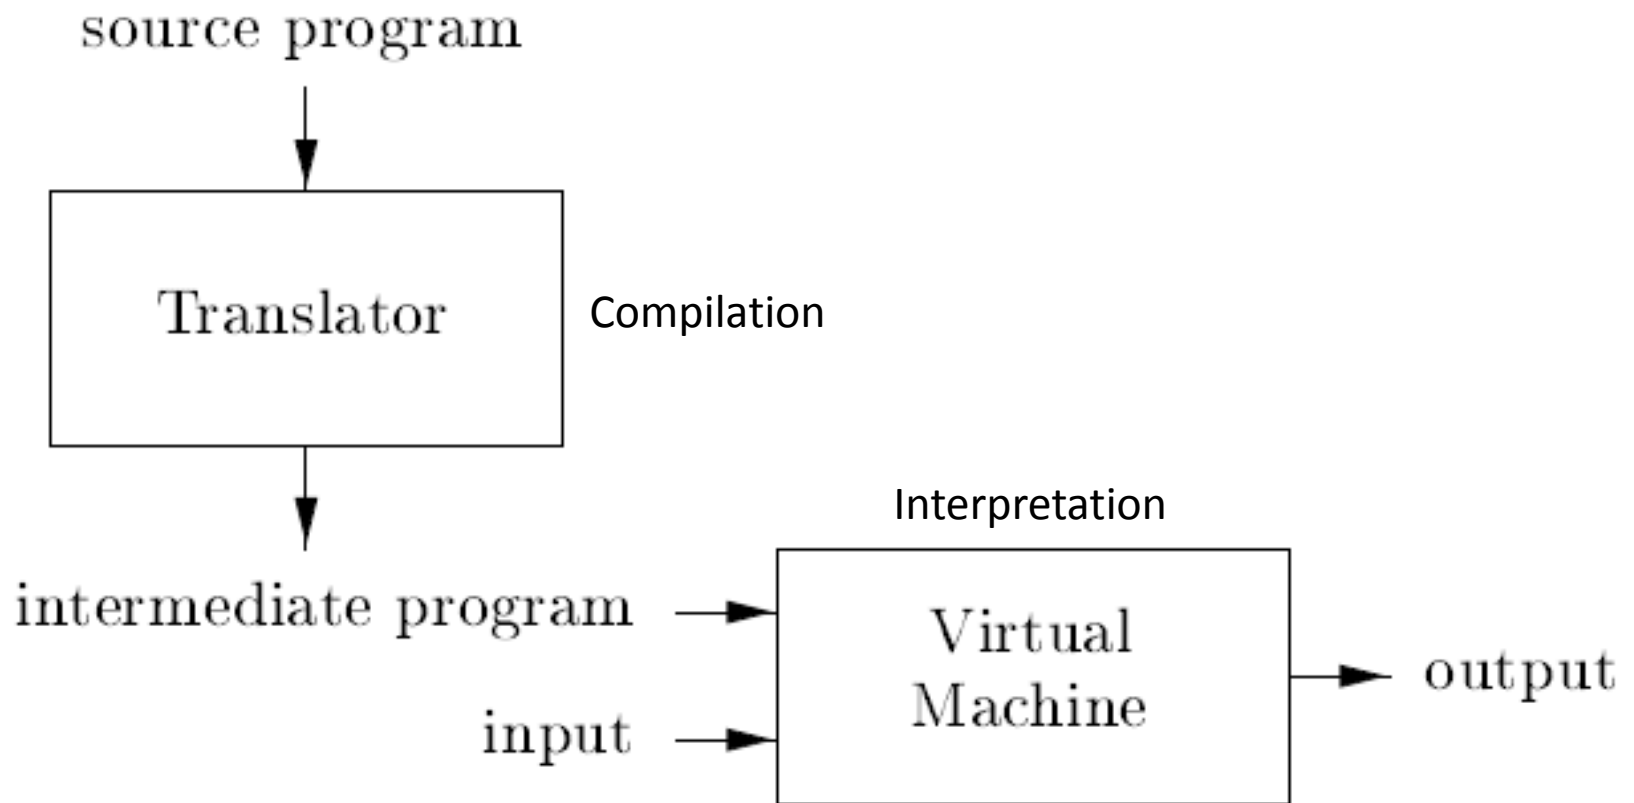 source program
Translator
Compilation
Interpretation
intermediate program
Virtual
Machine
output
input